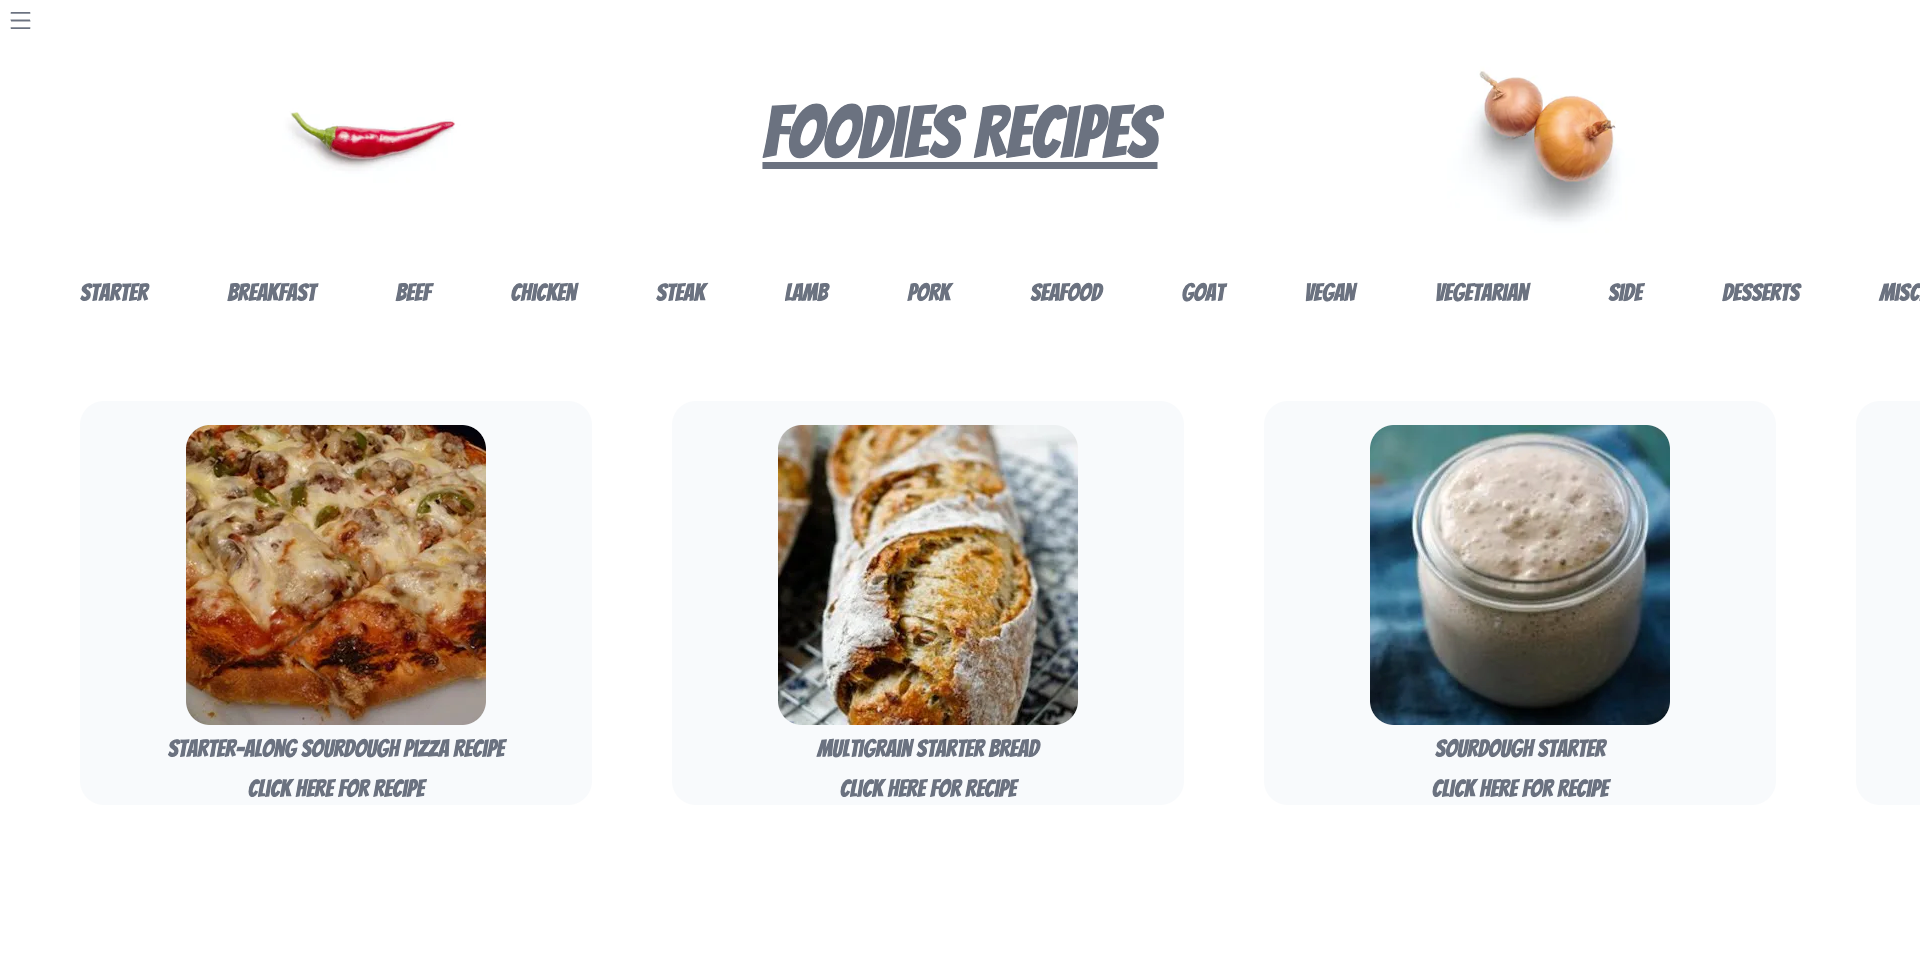 FOODIES RECIPES
STARTER BREAKFAST BEEF CHICKEN STEAK LAMB PORK SEAFOOD GOAT VEGAN VEGETARIAN SIDE DESSERTS
STARTER-ALONG SOURDOUGH PIZZA RECIPE
CLICK HERE FOR RECIPE
MULTIGRAIN STARTER BREAD
CLICK HERE FOR RECIPE
SOURDOUGH STARTER
CLICK HERE FOR RECIPE